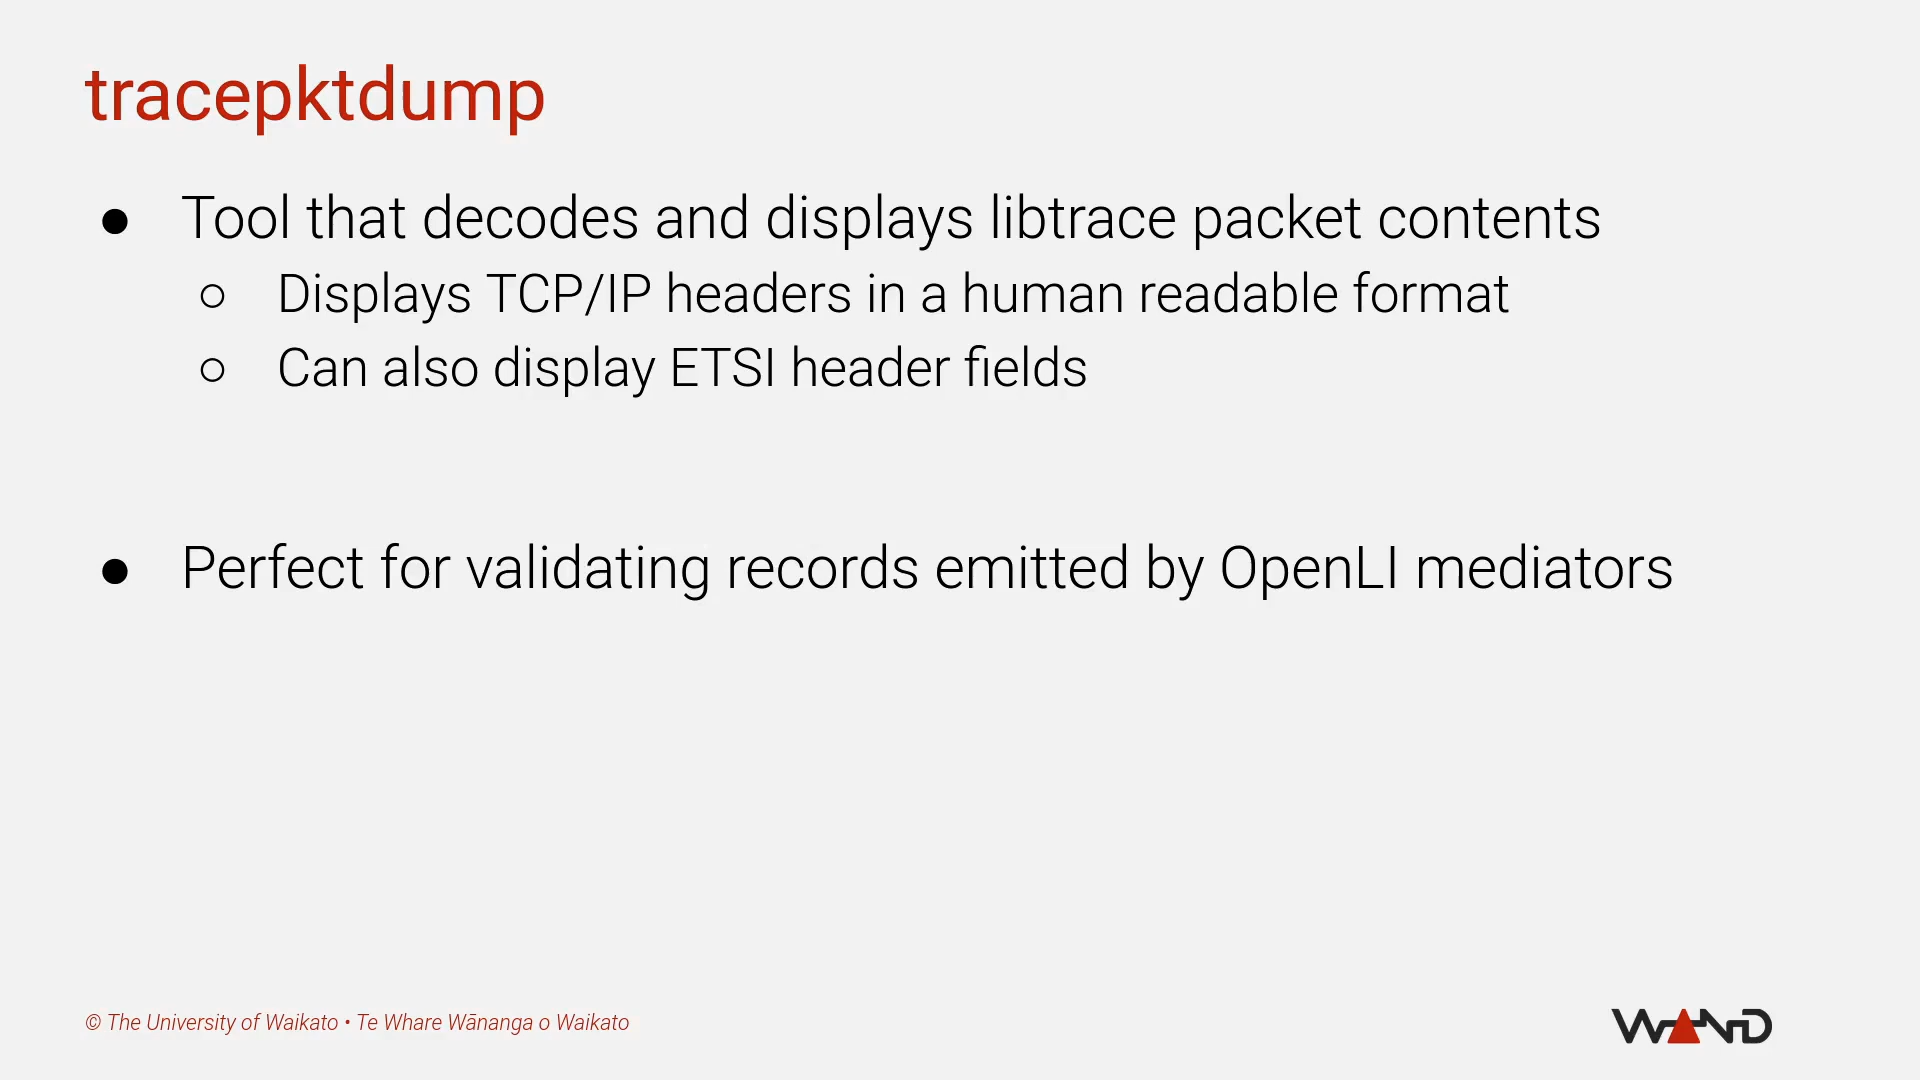 tracepktdump
● Tool that decodes and displays libtrace packet contents
○ Displays TCP/IP headers in a human readable format
○ Can also display ETSI header fields
● Perfect for validating records emitted by OpenLI mediators
© The University of Waikato • Te Whare Wānanga o Waikato
WAND